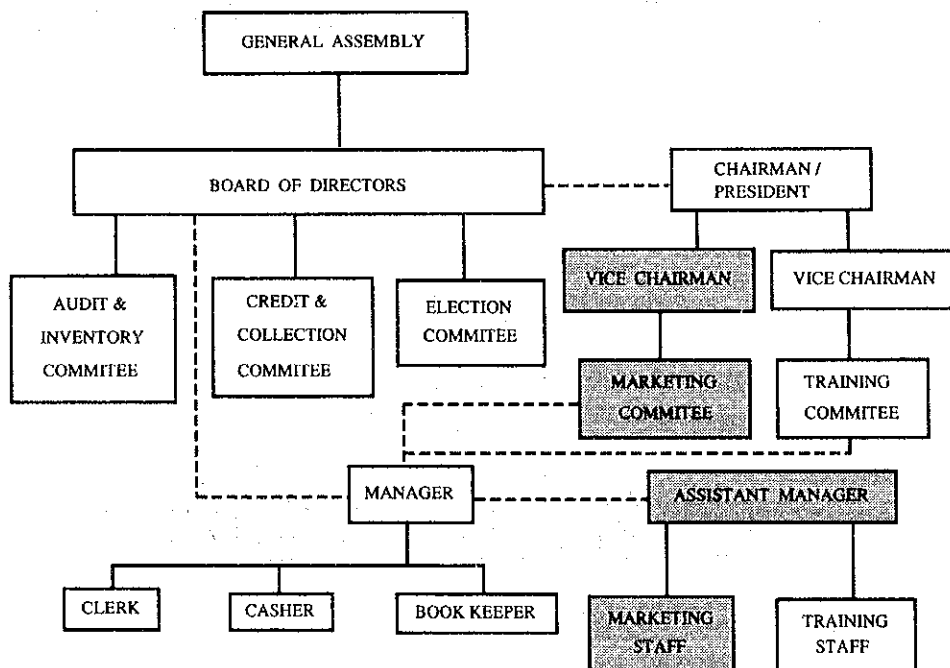 GENERAL ASSEMBLY
BOARD OF DIRECTORS
CHAIRMAN /
PRESIDENT
AUDIT &
INVENTORY
COMMITEE
CREDIT &
COLLECTION
COMMITEE
ELECTION
COMMITEE
VICE CHAIRMAN
VICE CHAIRMAN
MARKETING
COMMITEE
TRAINING
COMMITEE
MANAGER
ASSISTANT MANAGER
CLERK
CASHER
BOOK KEEPER
MARKETING
STAFF
TRAINING
STAFF